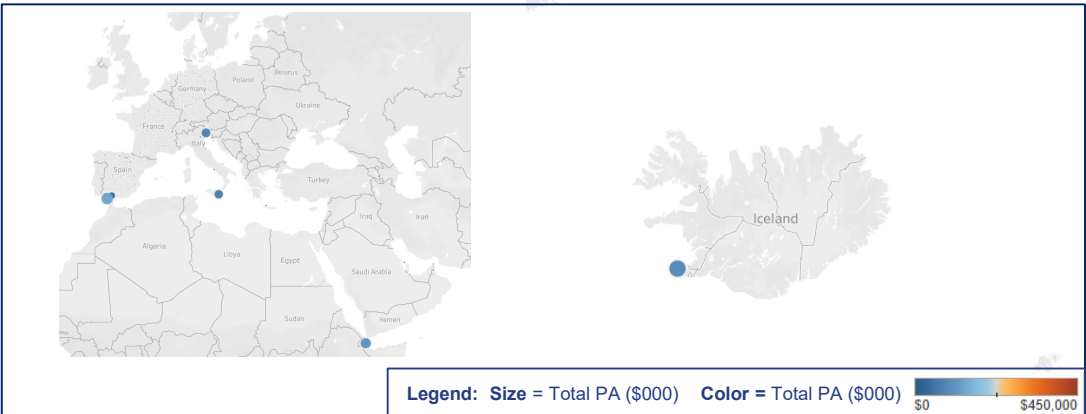 Belarus
Poland
Germany
Ukraine
France
Italy
Spain
Turkey
Iraq
Iran
Algeria
Libya
Egypt
Saudi Arabia
Sudan
Yemen
Iceland
Legend: Size = Total PA ($000) Color = Total PA ($000)
$0 $450,000